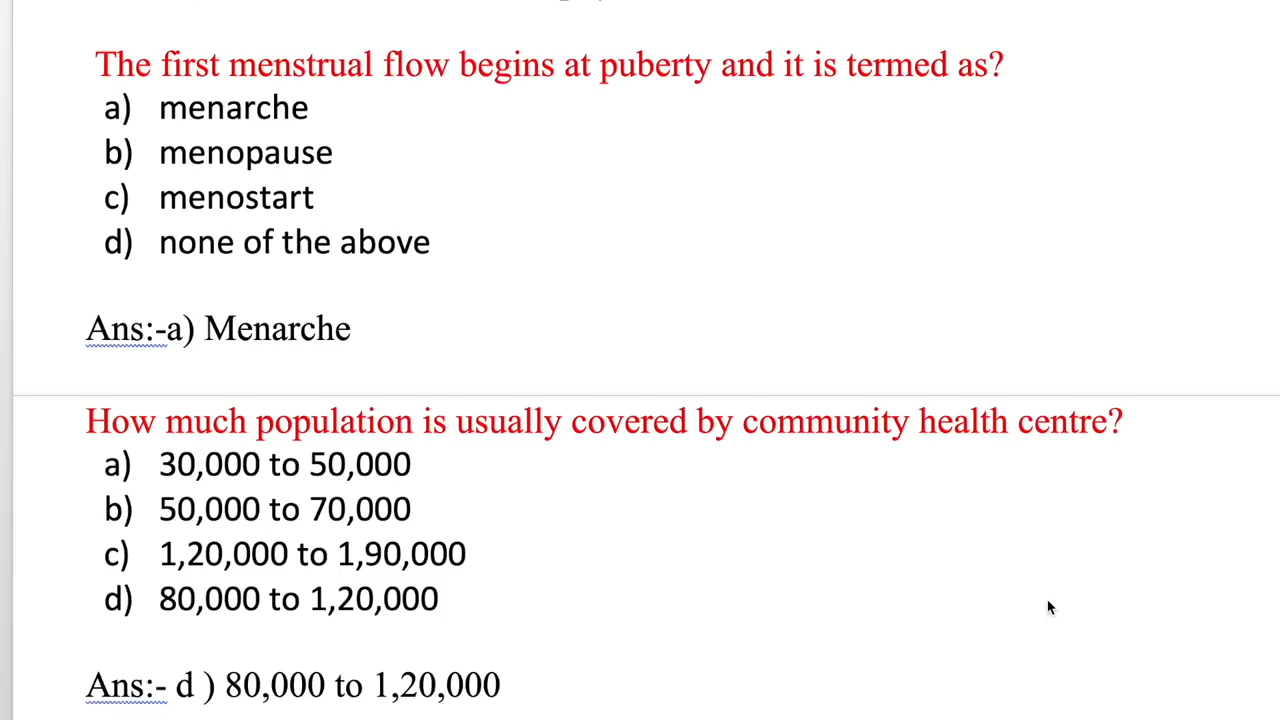 The first menstrual flow begins at puberty and it is termed as?
a) menarche
b) menopause
c) menostart
d) none of the above
Ans:-a) Menarche
How much population is usually covered by community health centre?
a) 30,000 to 50,000
b) 50,000 to 70,000
c) 1,20,000 to 1,90,000
d) 80,000 to 1,20,000
Ans:- d ) 80,000 to 1,20,000